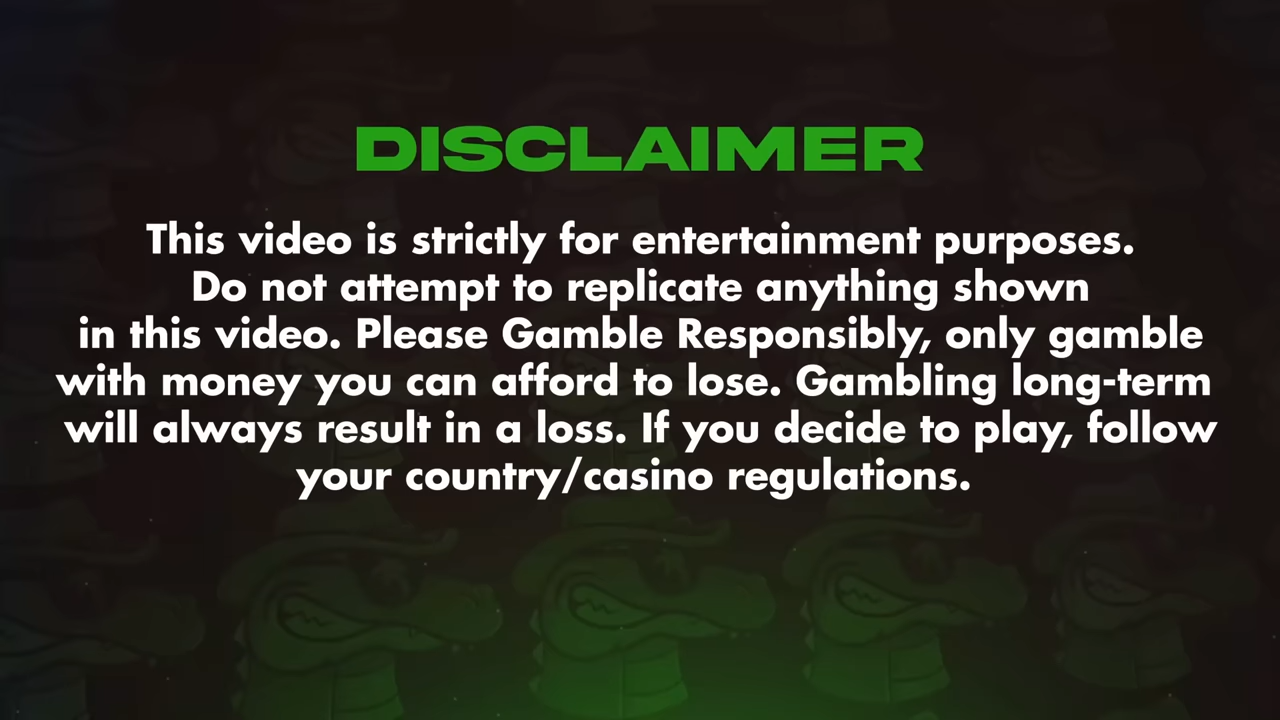 DISCLAIMER
This video is strictly for entertainment purposes.
Do not attempt to replicate anything shown
in this video. Please Gamble Responsibly, only gamble
with money you can afford to lose. Gambling long-term
will always result in a loss. If you decide to play, follow
your country/casino regulations.